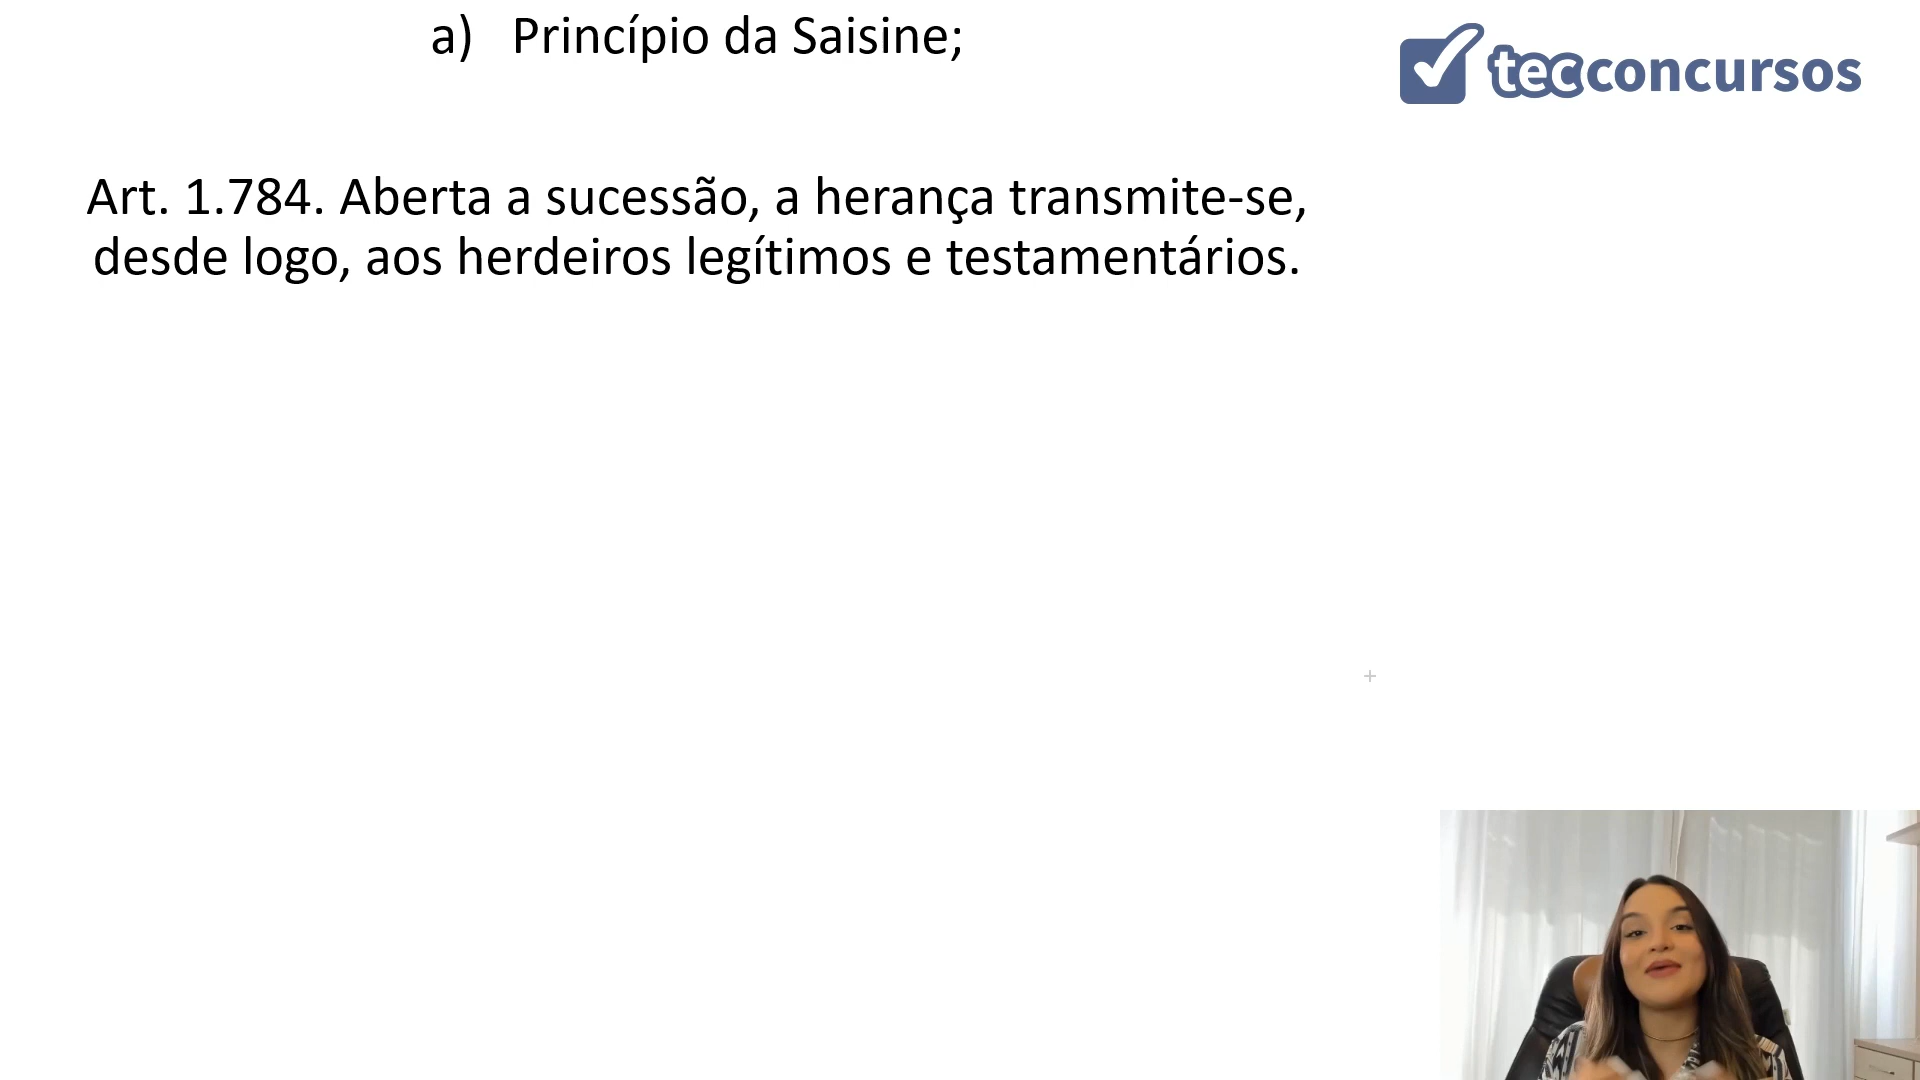 a) Princípio da Saisine;
tecconcursos
Art. 1.784. Aberta a sucessão, a herança transmite-se,
desde logo, aos herdeiros legítimos e testamentários.